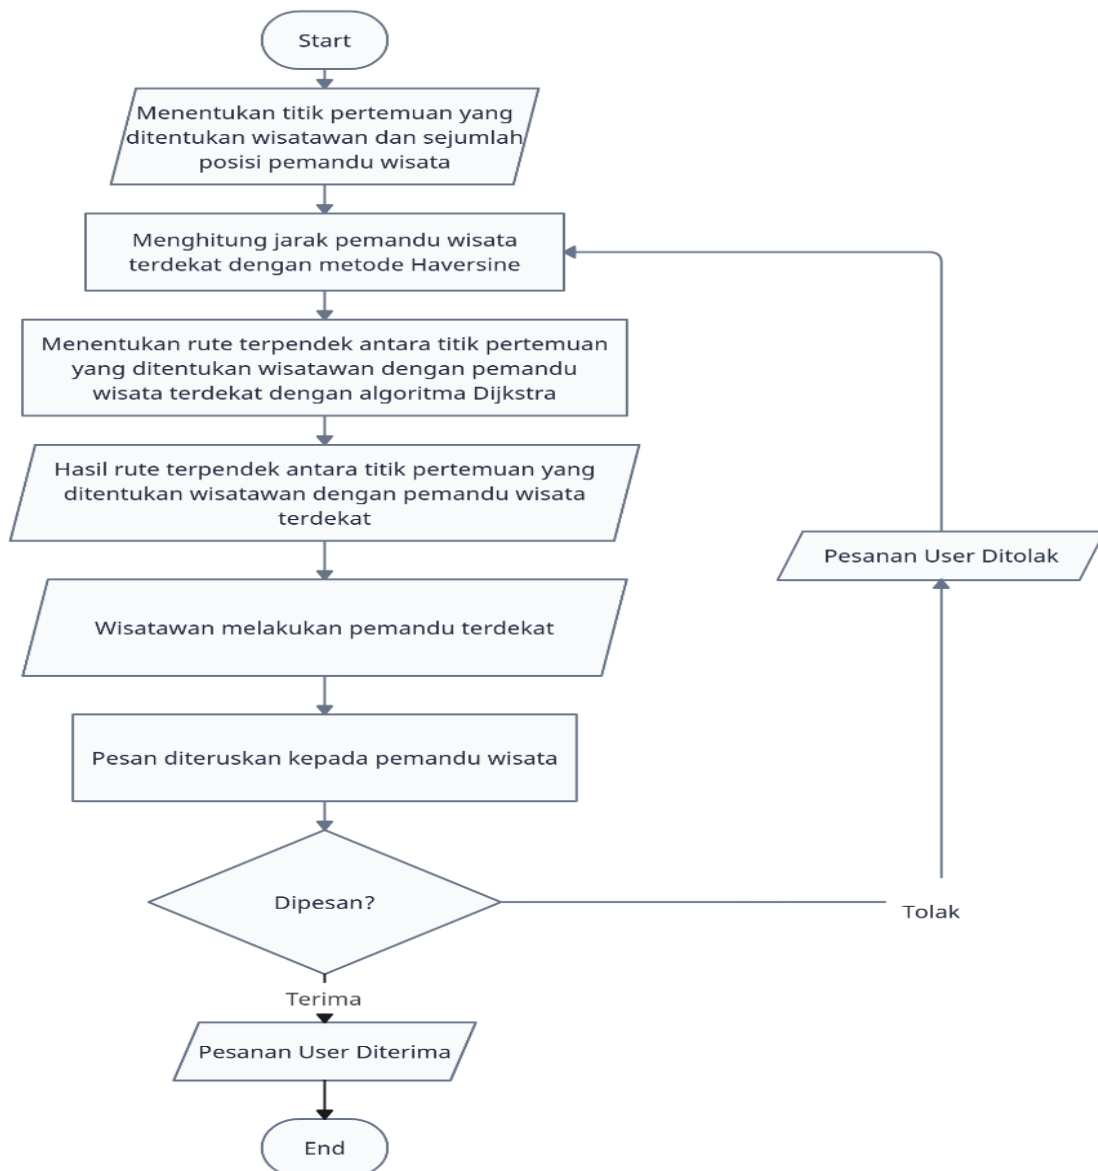 Start
Menentukan titik pertemuan yang
ditentukan wisatawan dan sejumlah
posisi pemandu wisata
Menghitung jarak pemandu wisata
terdekat dengan metode Haversine
Menentukan rute terpendek antara titik pertemuan
yang ditentukan wisatawan dengan pemandu
wisata terdekat dengan algoritma Dijkstra
Hasil rute terpendek antara titik pertemuan yang
ditentukan wisatawan dengan pemandu wisata
terdekat
Pesanan User Ditolak
Wisatawan melakukan pemandu terdekat
Pesan diteruskan kepada pemandu wisata
Dipesan?
Tolak
Terima
Pesanan User Diterima
End